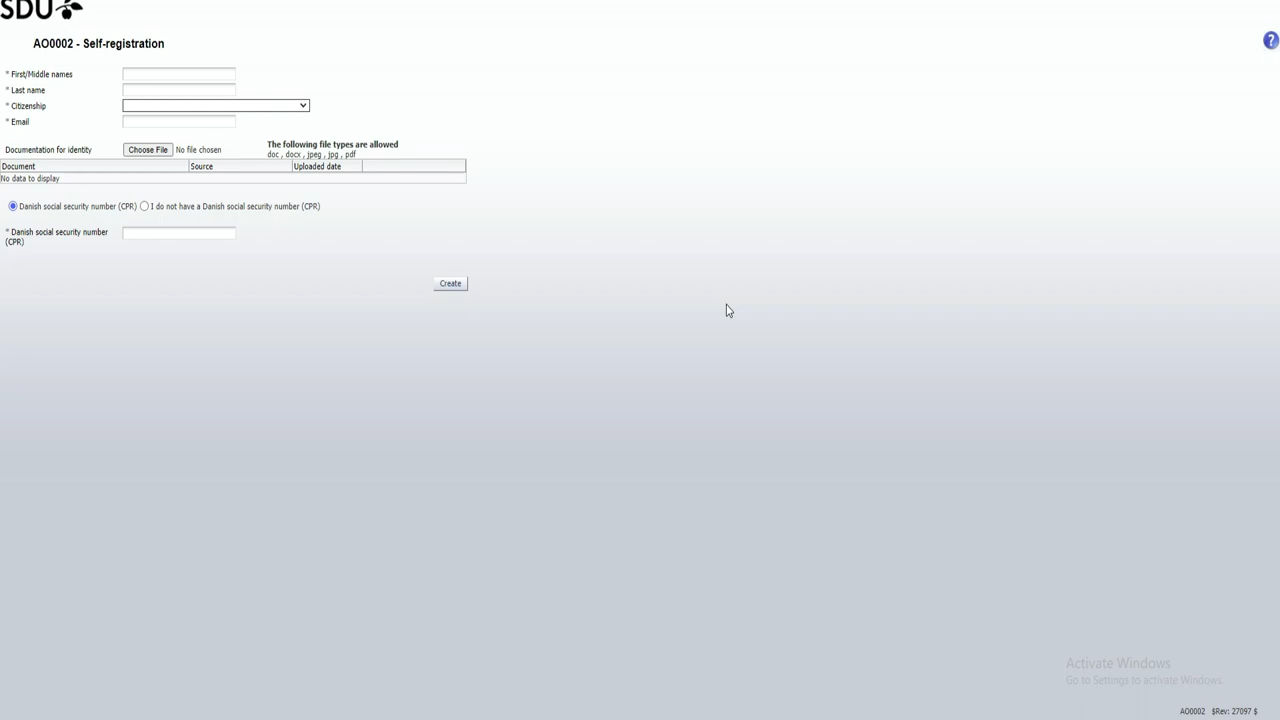 SDU
AO0002 - Self-registration
* First/Middle names
* Last name
* Citizenship
* Email
Documentation for identity Choose File No file chosen
The following file types are allowed
doc , docx , jpeg , jpg , pdf
Document Source Uploaded date
No data to display
Danish social security number (CPR) I do not have a Danish social security number (CPR)
* Danish social security number
(CPR)
Create
Activate Windows
Go to Settings to activate Windows.
AO0002 $Rev: 27097 $